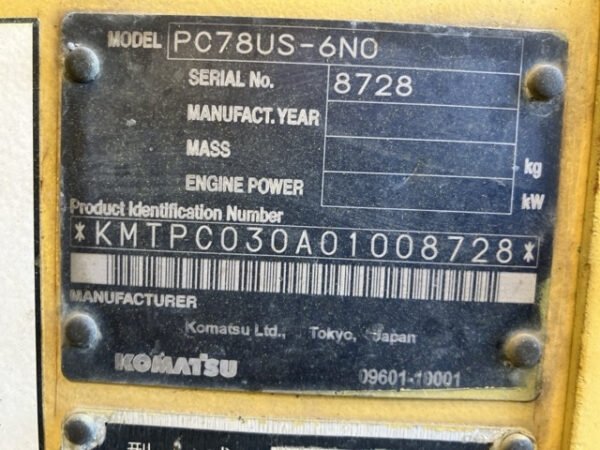 MODEL PC78US-6N0
SERIAL No. 8728
MANUFACT.YEAR
MASS kg
ENGINE POWER kW
Product Identification Number
*KMTPC030A01008728*
MANUFACTURER
Komatsu Ltd., Tokyo, Japan
KOMATSU 09601-10001